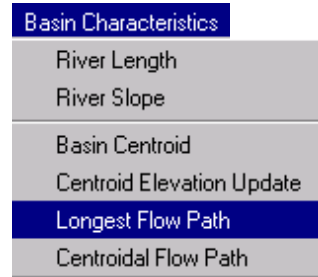 Basin Characteristics
River Length
River Slope
Basin Centroid
Centroid Elevation Update
Longest Flow Path
Centroidal Flow Path